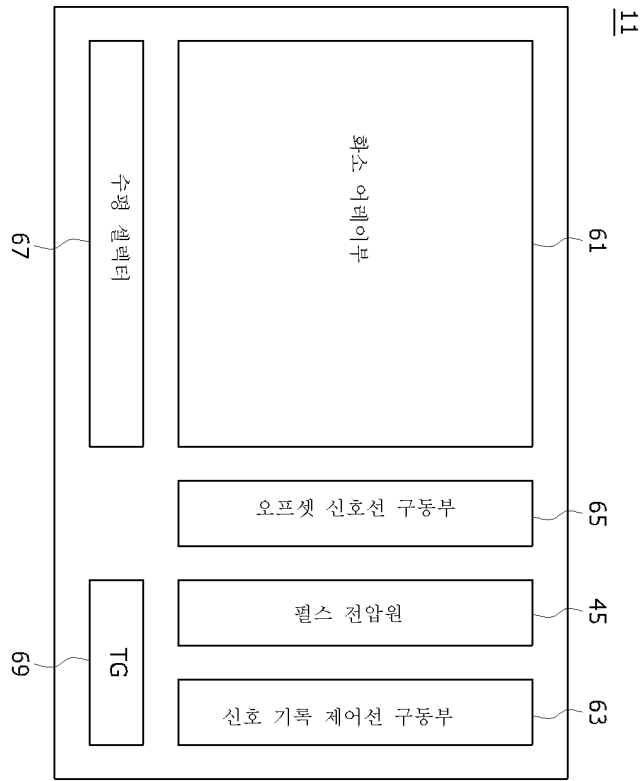 11
화소 어레이부
61
수평 셀렉터
67
오프셋 신호선 구동부
65
펄스 전압원
45
TG
69
신호 기록 제어선 구동부
63